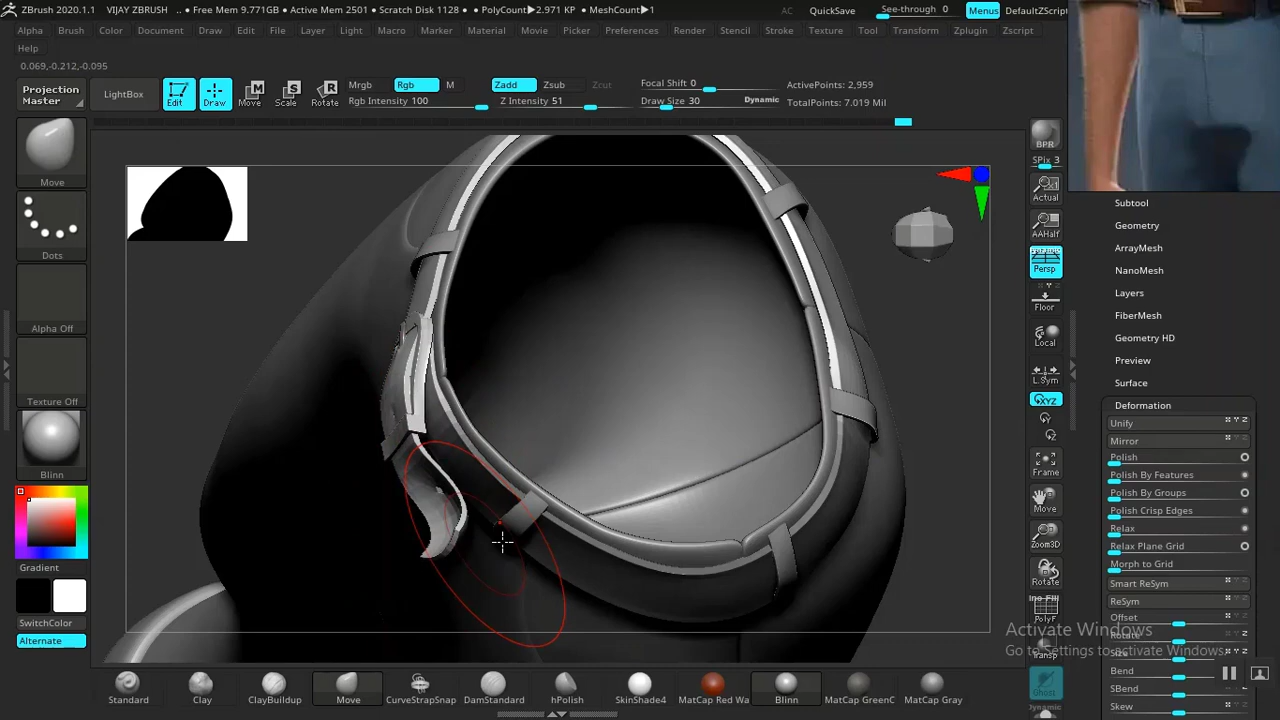 ZBrush 2020.1.1 VIJAY ZBRUSH .. ● Free Mem 9.771GB ● Active Mem 2501 ● Scratch Disk 1128 ● PolyCount▶2.971 KP ● MeshCount▶1 AC QuickSave See-through 0 Menus DefaultZScript
Alpha Brush Color Document Draw Edit File Layer Light Macro Marker Material Movie Picker Preferences Render Stencil Stroke Texture Tool Transform Zplugin Zscript
Help
0.069,-0.212,-0.095
Projection Master
LightBox
Edit
Draw
Move
Scale
Rotate
Mrgb Rgb M
Rgb Intensity 100
Zadd Zsub Zcut
Z Intensity 51
Focal Shift 0
Draw Size 30 Dynamic
ActivePoints: 2,959
TotalPoints: 7.019 Mil
Move
Dots
Alpha Off
Texture Off
Blinn
Gradient
SwitchColor
Alternate
BPR
SPix 3
Actual
AAHalf
Persp
Floor
Local
L.Sym
XYZ
Y
Z
Frame
Move
Zoom3D
Rotate
PolyF
Transp
Ghost
Dynamic
Subtool
Geometry
ArrayMesh
NanoMesh
Layers
FiberMesh
Geometry HD
Preview
Surface
Deformation
Unify
Mirror
Polish
Polish By Features
Polish By Groups
Polish Crisp Edges
Relax
Relax Plane Grid
Morph to Grid
Smart ReSym
ReSym
Offset
Rotate
Size
Bend
SBend
Skew
Activate Windows
Go to Settings to activate Windows.
Standard
Clay
ClayBuildup
Move
CurveStrapSnap
DamStandard
hPolish
SkinShade4
MatCap Red Wa
Blinn
MatCap GreenC
MatCap Gray